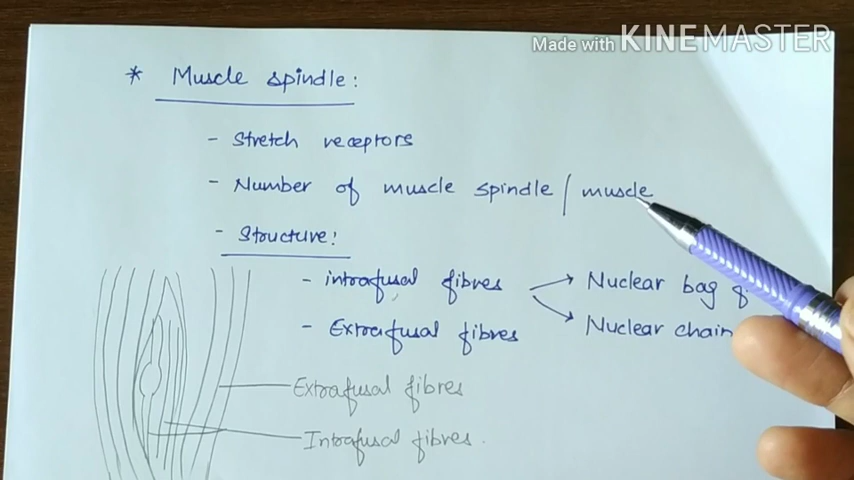 Made with KINEMASTER
* Muscle spindle:
- Stretch receptors
- Number of muscle spindle / muscle
- Structure:
- intrafusal fibres → Nuclear bag
→ Nuclear chain
- Extrafusal fibres
Extrafusal fibres
Intrafusal fibres.